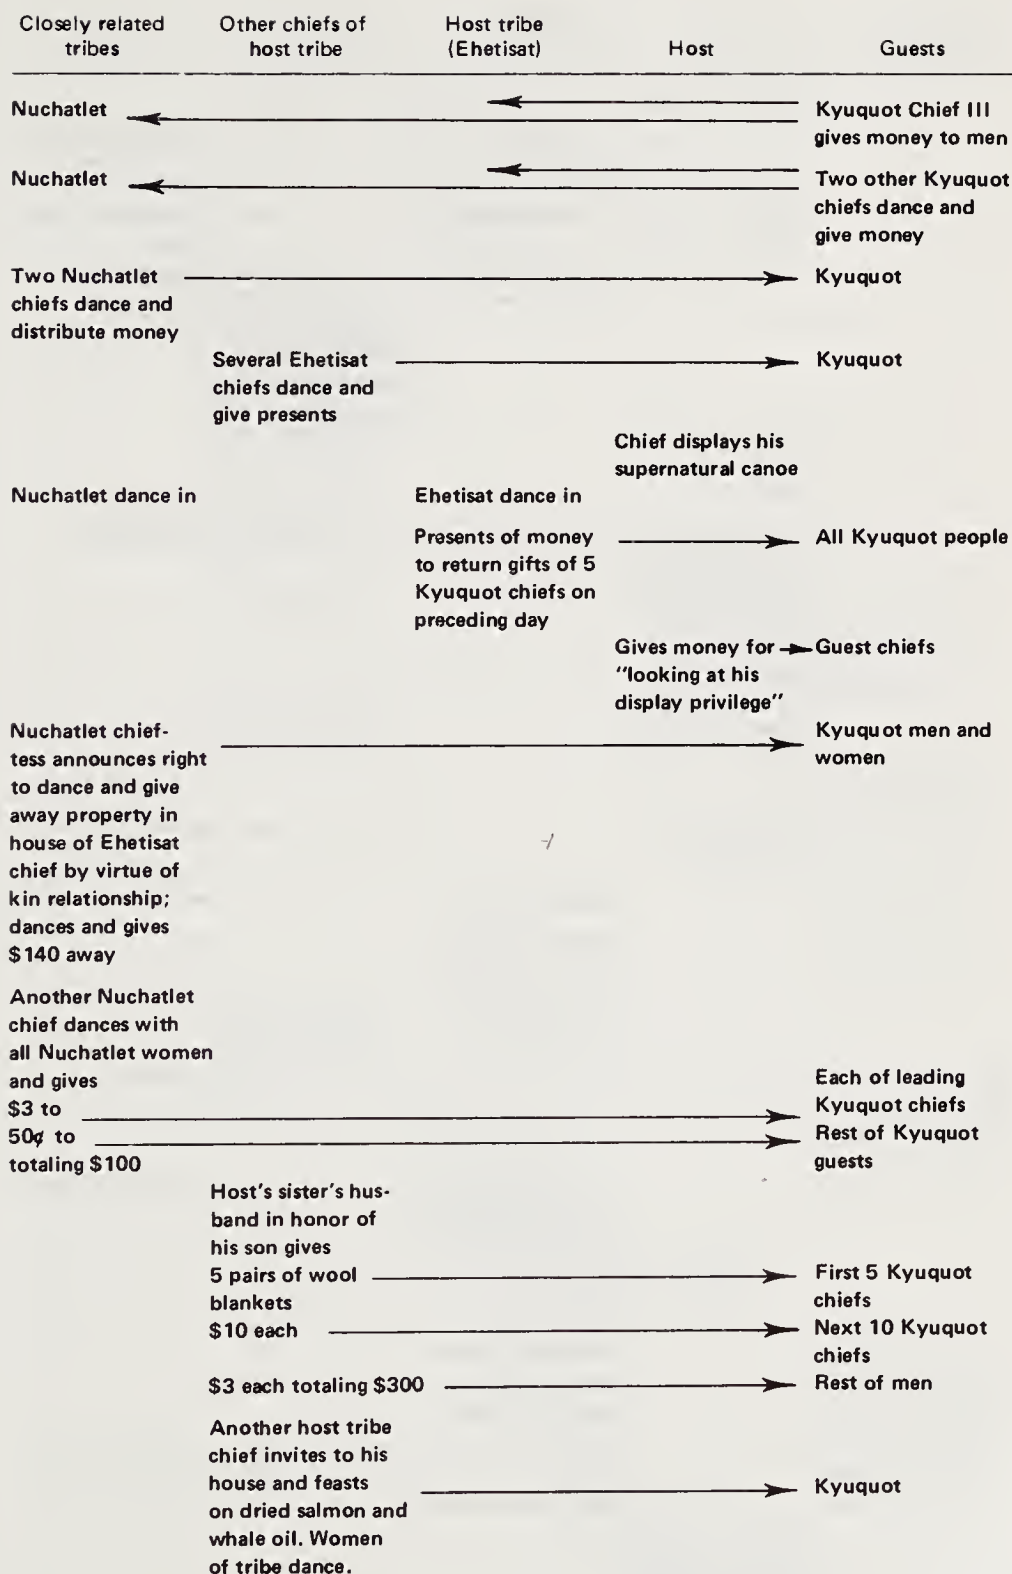 Closely related
tribes
Other chiefs of
host tribe
Host tribe
(Ehetisat)
Host
Guests
Nuchatlet
Kyuquot Chief III
gives money to men
Nuchatlet
Two other Kyuquot
chiefs dance and
give money
Two Nuchatlet
chiefs dance and
distribute money
Kyuquot
Several Ehetisat
chiefs dance and
give presents
Kyuquot
Chief displays his
supernatural canoe
Nuchatlet dance in
Ehetisat dance in
Presents of money
to return gifts of 5
Kyuquot chiefs on
preceding day
All Kyuquot people
Gives money for
"looking at his
display privilege"
Guest chiefs
Nuchatlet chief-
tess announces right
to dance and give
away property in
house of Ehetisat
chief by virtue of
kin relationship;
dances and gives
$140 away
Kyuquot men and
women
Another Nuchatlet
chief dances with
all Nuchatlet women
and gives
$3 to
50¢ to
totaling $100
Each of leading
Kyuquot chiefs
Rest of Kyuquot
guests
Host's sister's hus-
band in honor of
his son gives
5 pairs of wool
blankets
First 5 Kyuquot
chiefs
$10 each
Next 10 Kyuquot
chiefs
$3 each totaling $300
Rest of men
Another host tribe
chief invites to his
house and feasts
on dried salmon and
whale oil. Women
of tribe dance.
Kyuquot